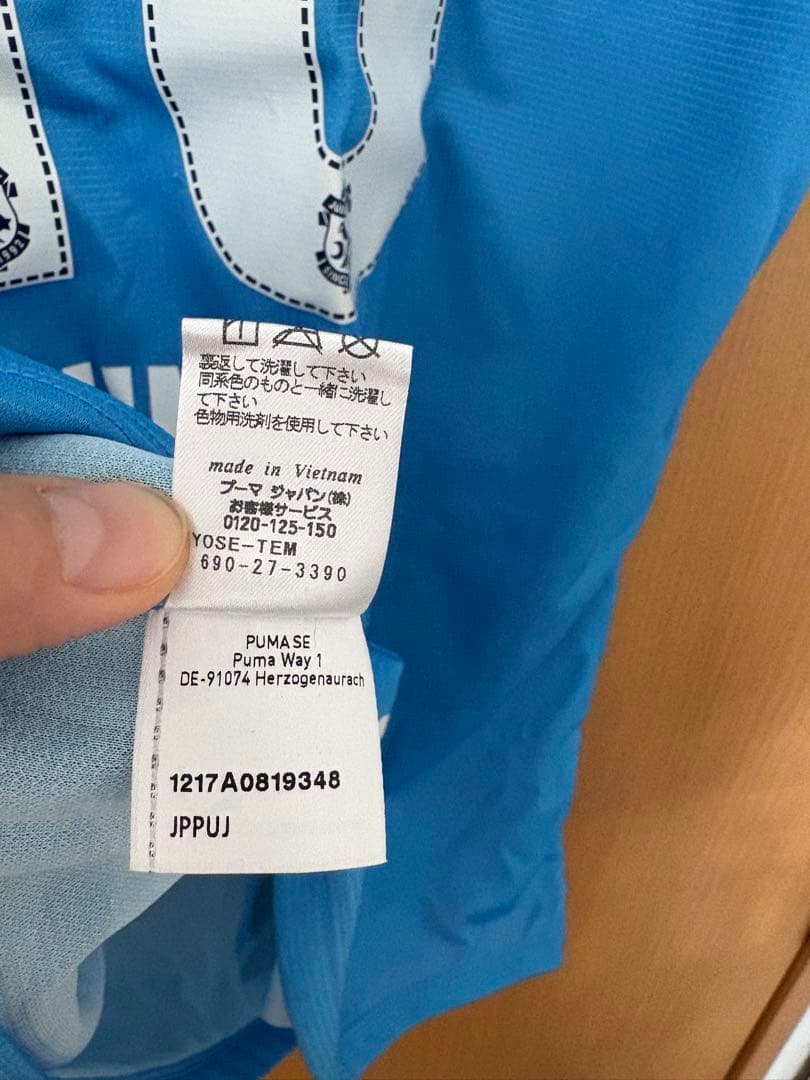 裏返して洗濯して下さい
同系色のものと一緒に洗濯し
て下さい
色物用洗剤を使用して下さい
made in Vietnam
プーマ ジャパン(株)
お客様サービス
0120-125-150
YOSE-TEM
690-27-3390
PUMA SE
Puma Way 1
DE-91074 Herzogenaurach
1217A0819348
JPPUJ